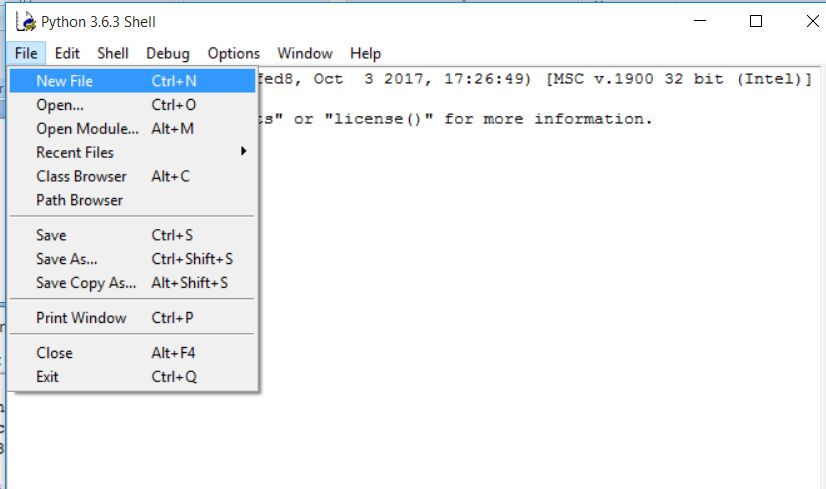 Python 3.6.3 Shell
File Edit Shell Debug Options Window Help
fed8, Oct  3 2017, 17:26:49) [MSC v.1900 32 bit (Intel)]
ts" or "license()" for more information.
New File Ctrl+N
Open... Ctrl+O
Open Module... Alt+M
Recent Files
Class Browser Alt+C
Path Browser
Save Ctrl+S
Save As... Ctrl+Shift+S
Save Copy As... Alt+Shift+S
Print Window Ctrl+P
Close Alt+F4
Exit Ctrl+Q